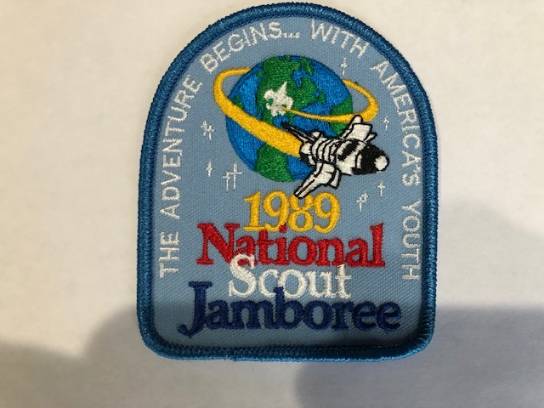 THE ADVENTURE BEGINS... WITH AMERICA'S YOUTH
1989
National
Scout
Jamboree